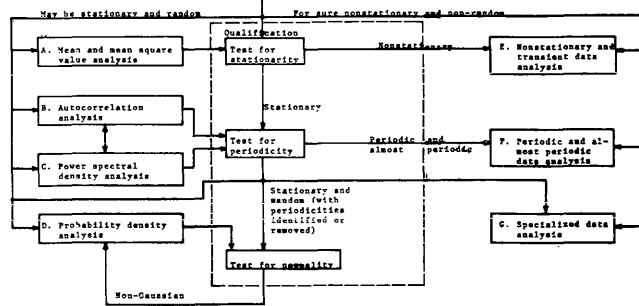 May be stationary and random
For sure nonstationary and non-random
Qualification
A. Mean and mean square
value analysis
Test for
stationarity
Nonstationary
E. Nonstationary and
transient data
analysis
Stationary
B. Autocorrelation
analysis
Test for
periodicity
Periodic and
almost periodic
F. Periodic and al-
most periodic
data analysis
C. Power spectral
density analysis
Stationary and
random (with
periodicities
identified or
removed)
D. Probability density
analysis
G. Specialized data
analysis
Test for normality
Non-Gaussian